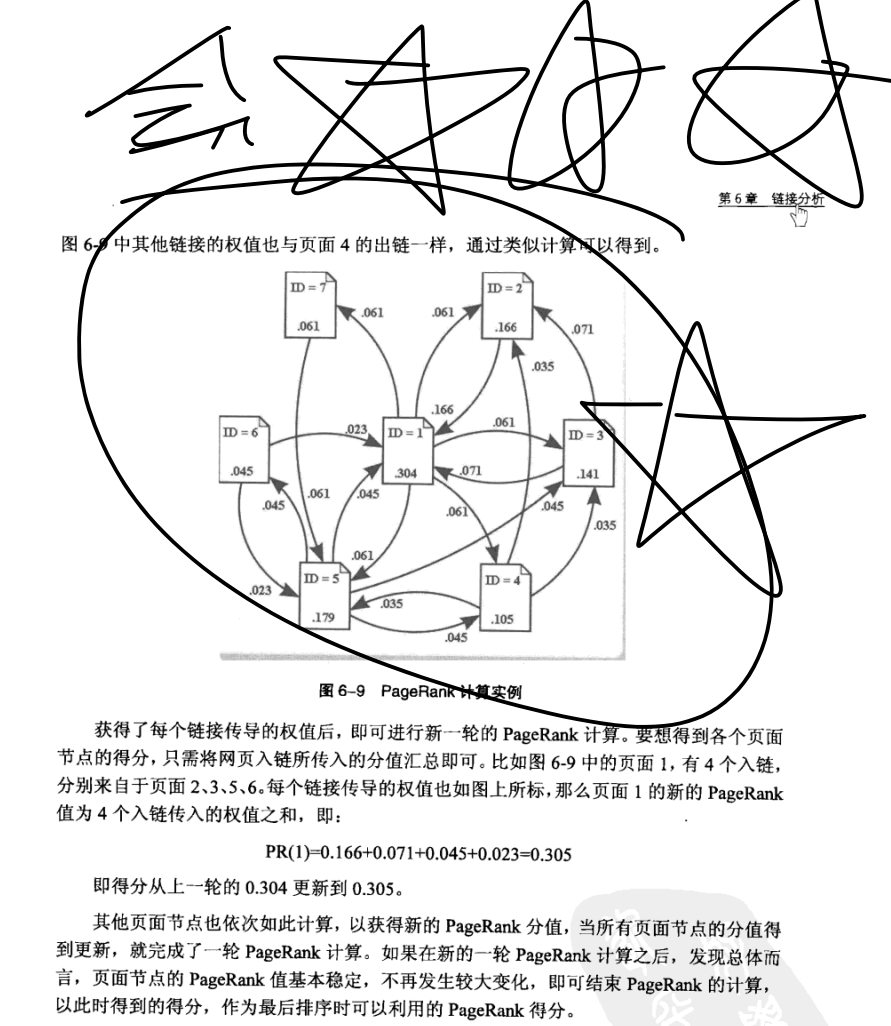 第6章 链接分析
图 6-9 中其他链接的权值也与页面 4 的出链一样，通过类似计算可以得到。
ID = 7
.061
ID = 2
.166
.061
.061
.071
.035
.166
ID = 6
.045
.023
ID = 1
.304
.061
.071
ID = 3
.141
.045
.061
.045
.061
.045
.035
.061
ID = 5
.179
.023
.035
.045
ID = 4
.105
图 6-9 PageRank 计算实例
获得了每个链接传导的权值后，即可进行新一轮的 PageRank 计算。要想得到各个页面
节点的得分，只需将网页入链所传入的分值汇总即可。比如图 6-9 中的页面 1，有 4 个入链，
分别来自于页面 2、3、5、6。每个链接传导的权值也如图上所标，那么页面 1 的新的 PageRank
值为 4 个入链传入的权值之和，即：
PR(1)=0.166+0.071+0.045+0.023=0.305
即得分从上一轮的 0.304 更新到 0.305。
其他页面节点也依次如此计算，以获得新的 PageRank 分值，当所有页面节点的分值得
到更新，就完成了一轮 PageRank 计算。如果在新的一轮 PageRank 计算之后，发现总体而
言，页面节点的 PageRank 值基本稳定，不再发生较大变化，即可结束 PageRank 的计算，
以此时得到的得分，作为最后排序时可以利用的 PageRank 得分。